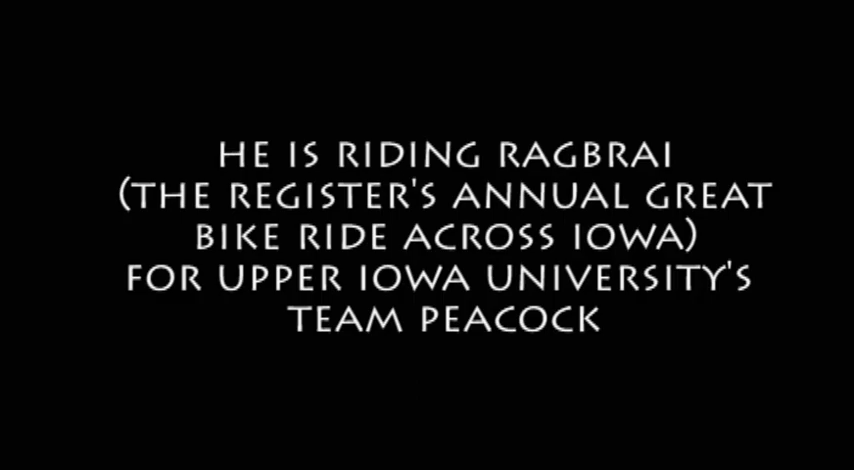 HE IS RIDING RAGBRAI
(THE REGISTER'S ANNUAL GREAT
BIKE RIDE ACROSS IOWA)
FOR UPPER IOWA UNIVERSITY'S
TEAM PEACOCK